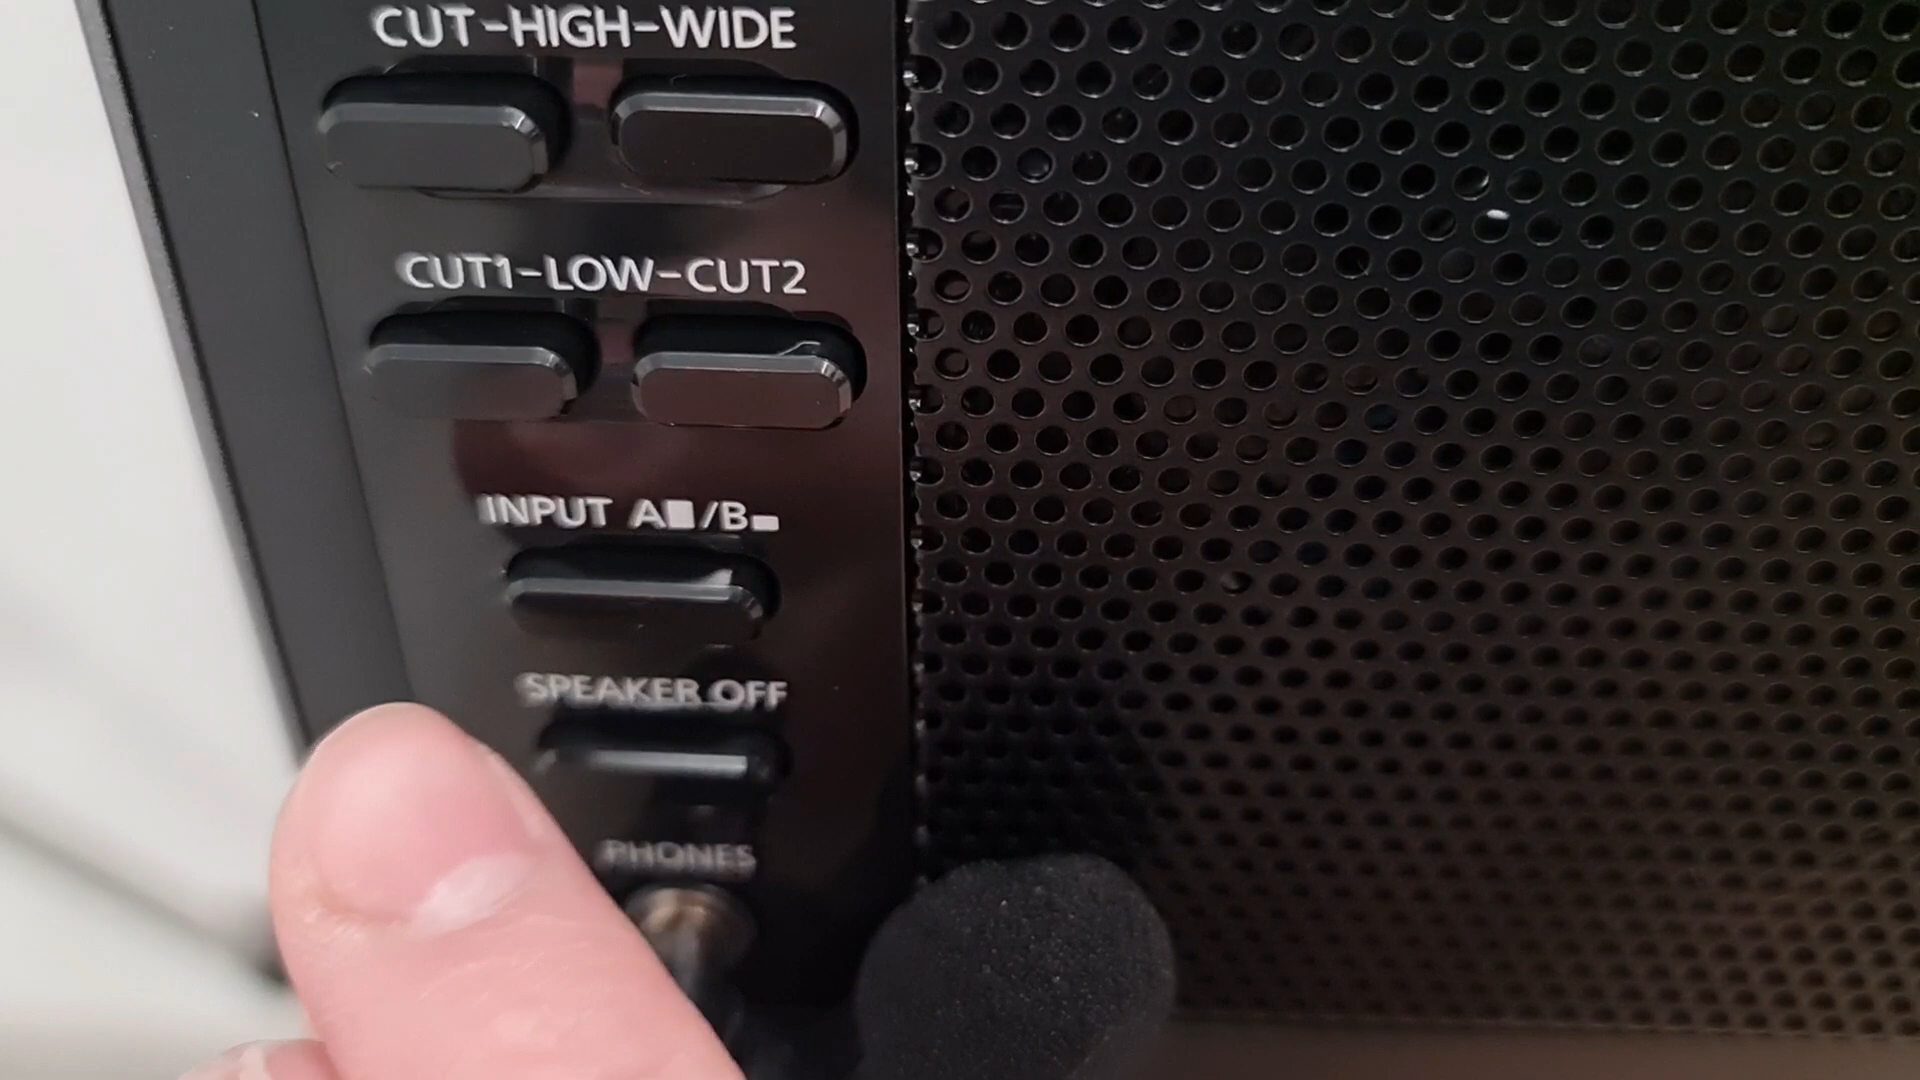 CUT-HIGH-WIDE
CUT1-LOW-CUT2
INPUT A■/B▬
SPEAKER OFF
PHONES